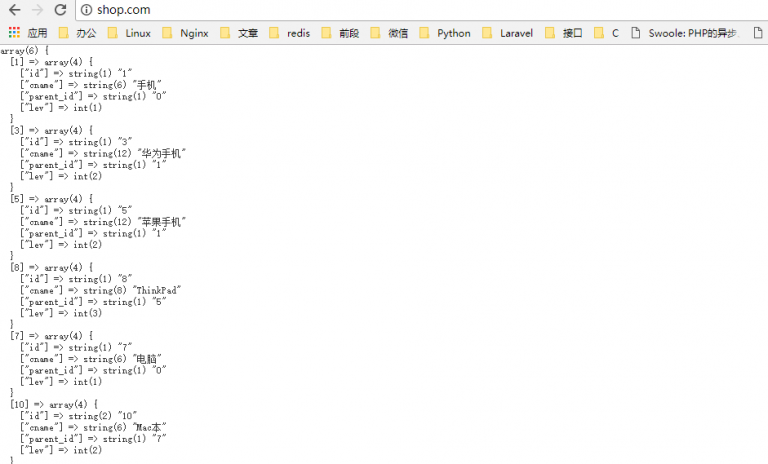 shop.com
应用 办公 Linux Nginx 文章 redis 前段 微信 Python Laravel 接口 C Swoole: PHP的异步
array(6) {
[1] => array(4) {
["id"] => string(1) "1"
["cname"] => string(6) "手机"
["parent_id"] => string(1) "0"
["lev"] => int(1)
}
[3] => array(4) {
["id"] => string(1) "3"
["cname"] => string(12) "华为手机"
["parent_id"] => string(1) "1"
["lev"] => int(2)
}
[5] => array(4) {
["id"] => string(1) "5"
["cname"] => string(12) "苹果手机"
["parent_id"] => string(1) "1"
["lev"] => int(2)
}
[8] => array(4) {
["id"] => string(1) "8"
["cname"] => string(8) "ThinkPad"
["parent_id"] => string(1) "5"
["lev"] => int(3)
}
[7] => array(4) {
["id"] => string(1) "7"
["cname"] => string(6) "电脑"
["parent_id"] => string(1) "0"
["lev"] => int(1)
}
[10] => array(4) {
["id"] => string(2) "10"
["cname"] => string(6) "Mac本"
["parent_id"] => string(1) "7"
["lev"] => int(2)
}